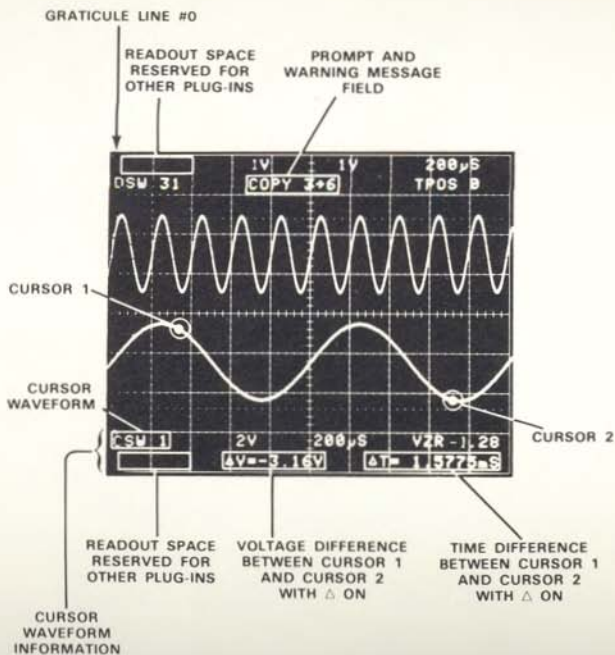 GRATICULE LINE #0
READOUT SPACE
RESERVED FOR
OTHER PLUG-INS
PROMPT AND
WARNING MESSAGE
FIELD
1V 1V 200µS
DSW 31 COPY 3+6 TPOS 0
CURSOR 1
CURSOR
WAVEFORM
CURSOR 2
CSW 1 2V 200µS VZR -1.28
ΔV=-3.16V ΔT= 1.5775mS
READOUT SPACE
RESERVED FOR
OTHER PLUG-INS
VOLTAGE DIFFERENCE
BETWEEN CURSOR 1
AND CURSOR 2
WITH △ ON
TIME DIFFERENCE
BETWEEN CURSOR 1
AND CURSOR 2
WITH △ ON
CURSOR
WAVEFORM
INFORMATION